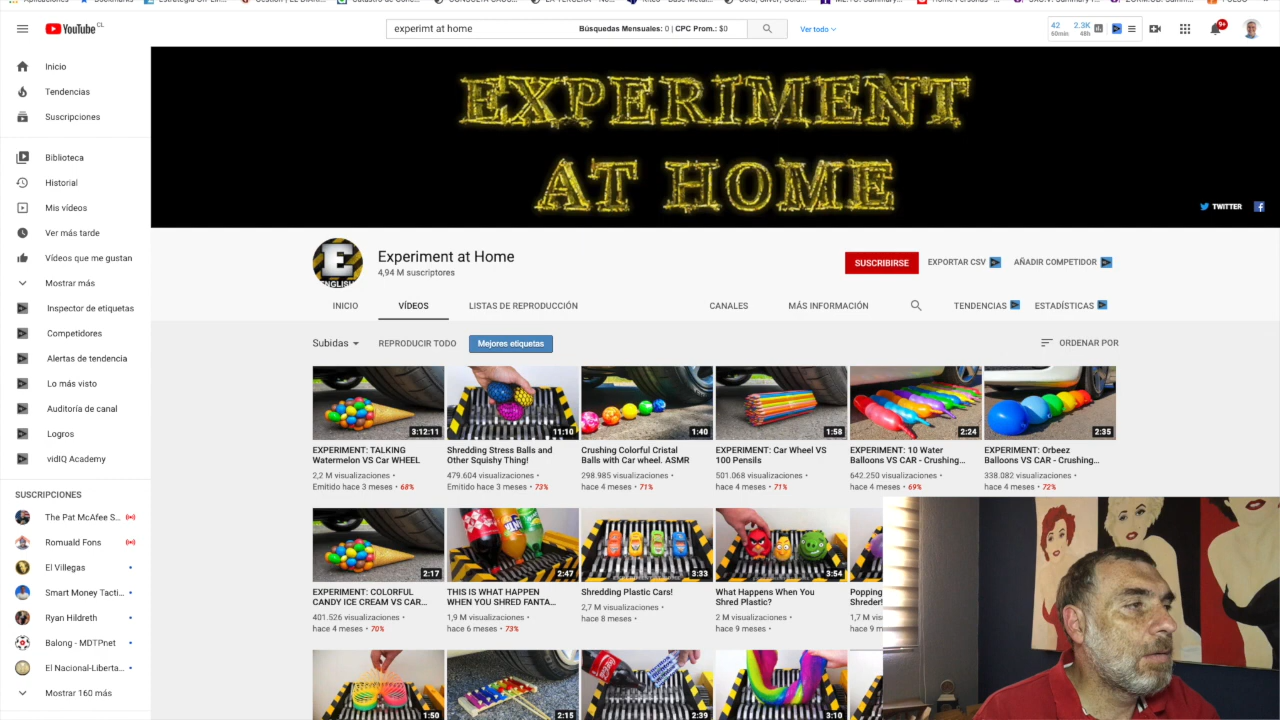 Aplicaciones
Bookmarks
YouTube CL
experimt at home
Búsquedas Mensuales: 0 | CPC Prom.: $0
Ver todo
42
60min
2.3K
48h
9+
Inicio
Tendencias
Suscripciones
Biblioteca
Historial
Mis vídeos
Ver más tarde
Vídeos que me gustan
Mostrar más
Inspector de etiquetas
Competidores
Alertas de tendencia
Lo más visto
Auditoría de canal
Logros
vidIQ Academy
SUSCRIPCIONES
The Pat McAfee S...
Romuald Fons
El Villegas
Smart Money Tacti...
Ryan Hildreth
Balong - MDTPnet
El Nacional-Liberta...
Mostrar 160 más
EXPERIMENT
AT HOME
TWITTER
E
ENGLISH
Experiment at Home
4,94 M suscriptores
SUSCRIBIRSE
EXPORTAR CSV
AÑADIR COMPETIDOR
INICIO
VÍDEOS
LISTAS DE REPRODUCCIÓN
CANALES
MÁS INFORMACIÓN
TENDENCIAS
ESTADÍSTICAS
Subidas
REPRODUCIR TODO
Mejores etiquetas
ORDENAR POR
3:12:11
EXPERIMENT: TALKING
Watermelon VS Car WHEEL
2,2 M visualizaciones •
Emitido hace 3 meses • 68%
11:10
Shredding Stress Balls and
Other Squishy Thing!
479.604 visualizaciones •
Emitido hace 3 meses • 73%
1:40
Crushing Colorful Cristal
Balls with Car wheel. ASMR
298.985 visualizaciones •
hace 4 meses • 71%
1:58
EXPERIMENT: Car Wheel VS
100 Pencils
501.068 visualizaciones •
hace 4 meses • 71%
2:24
EXPERIMENT: 10 Water
Balloons VS CAR - Crushing...
642.250 visualizaciones •
hace 4 meses • 69%
2:35
EXPERIMENT: Orbeez
Balloons VS CAR - Crushing...
338.082 visualizaciones •
hace 4 meses • 72%
2:17
EXPERIMENT: COLORFUL
CANDY ICE CREAM VS CAR...
401.526 visualizaciones •
hace 4 meses • 70%
2:47
THIS IS WHAT HAPPEN
WHEN YOU SHRED FANTA...
1,9 M visualizaciones •
hace 6 meses • 73%
3:33
Shredding Plastic Cars!
2,7 M visualizaciones •
hace 8 meses •
3:54
What Happens When You
Shred Plastic?
2 M visualizaciones •
hace 9 meses •
Popping
Shreder!
1,7 M vis
hace 9 m
1:50
2:15
2:39
3:10